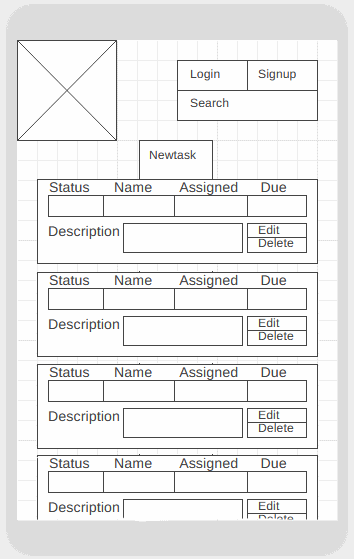 Login Signup
Search
Newtask
Status Name Assigned Due
Description Edit
Delete
Status Name Assigned Due
Description Edit
Delete
Status Name Assigned Due
Description Edit
Delete
Status Name Assigned Due
Description Edit
Delete